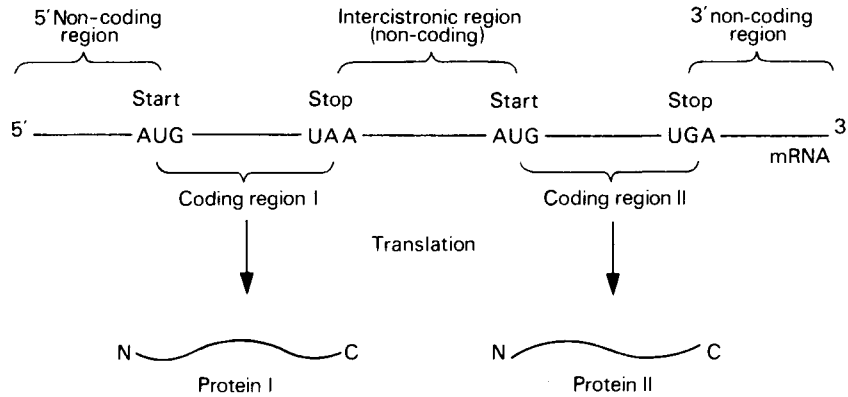 5′ Non-coding
region
Intercistronic region
(non-coding)
3′ non-coding
region
Start
Stop
Start
Stop
5′
AUG
UAA
AUG
UGA
3
mRNA
Coding region I
Coding region II
Translation
N
C
N
C
Protein I
Protein II